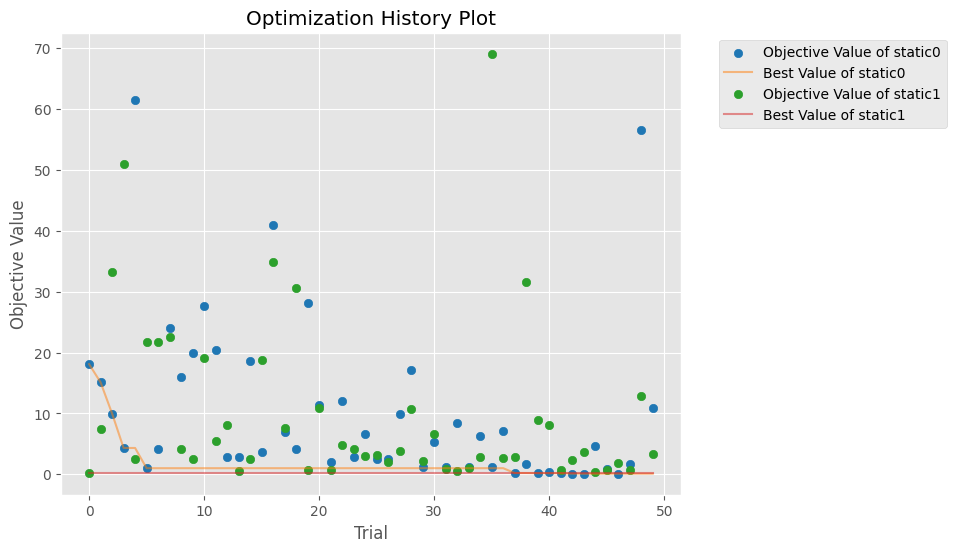 Optimization History Plot
Objective Value of static0
Best Value of static0
Objective Value of static1
Best Value of static1
Objective Value
70
60
50
40
30
20
10
0
0 10 20 30 40 50
Trial